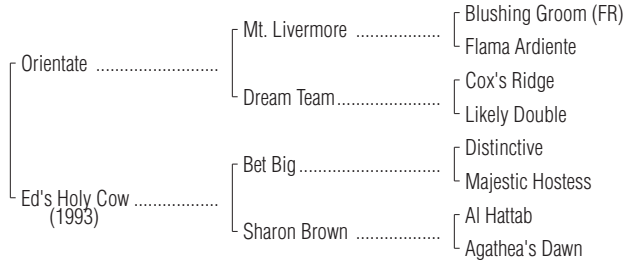 Blushing Groom (FR)
Mt. Livermore ..................
Flama Ardiente
Orientate ..........................
Cox's Ridge
Dream Team......................
Likely Double
Distinctive
Bet Big..............................
Majestic Hostess
Ed's Holy Cow ..................
(1993)
Al Hattab
Sharon Brown ...................
Agathea's Dawn